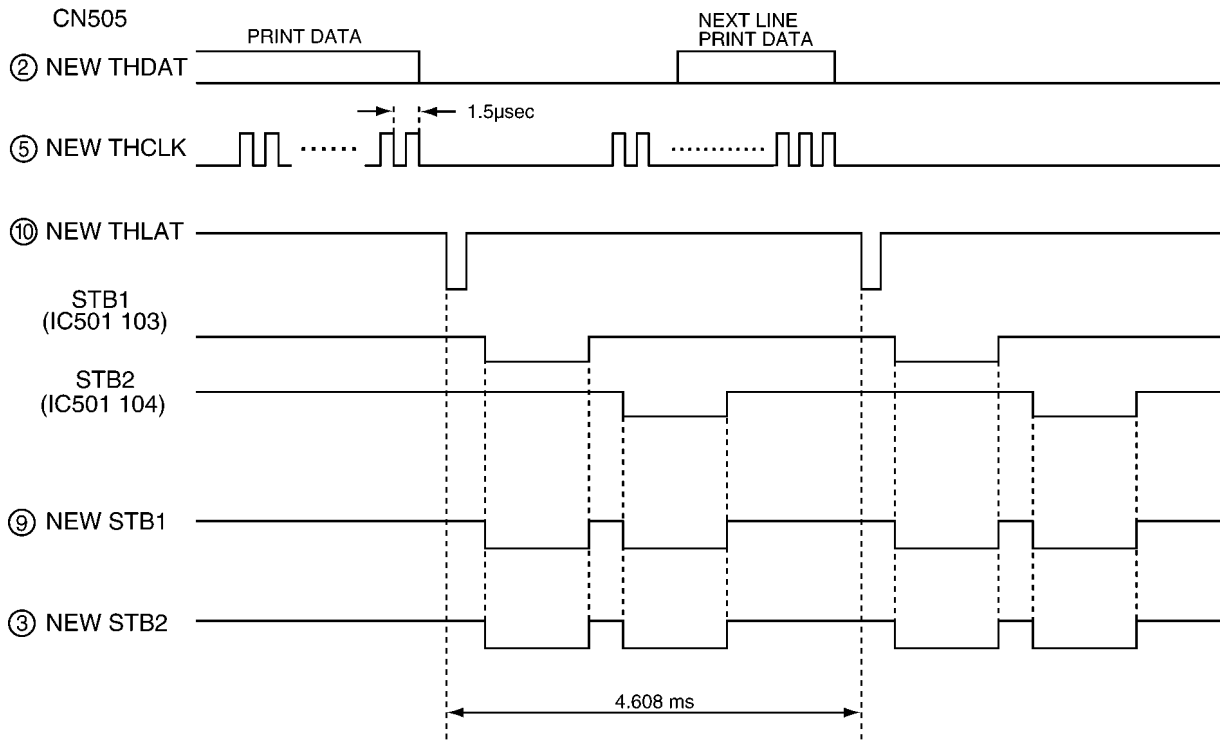 CN505
PRINT DATA
NEXT LINE
PRINT DATA
② NEW THDAT
1.5µsec
⑤ NEW THCLK
⑩ NEW THLAT
STB1
(IC501 103)
STB2
(IC501 104)
⑨ NEW STB1
③ NEW STB2
4.608 ms